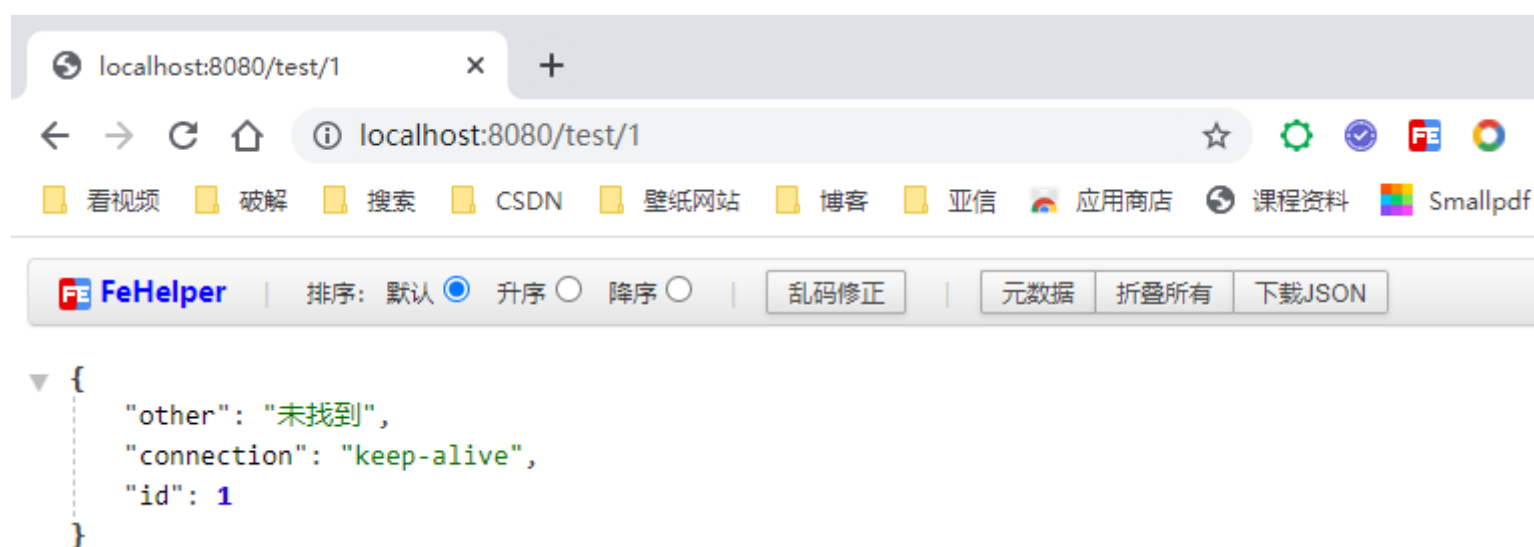 localhost:8080/test/1
localhost:8080/test/1
看视频 破解 搜索 CSDN 壁纸网站 博客 亚信 应用商店 课程资料 Smallpdf
FeHelper 排序: 默认 升序 降序 乱码修正 元数据 折叠所有 下载JSON
{
"other": "未找到",
"connection": "keep-alive",
"id": 1
}